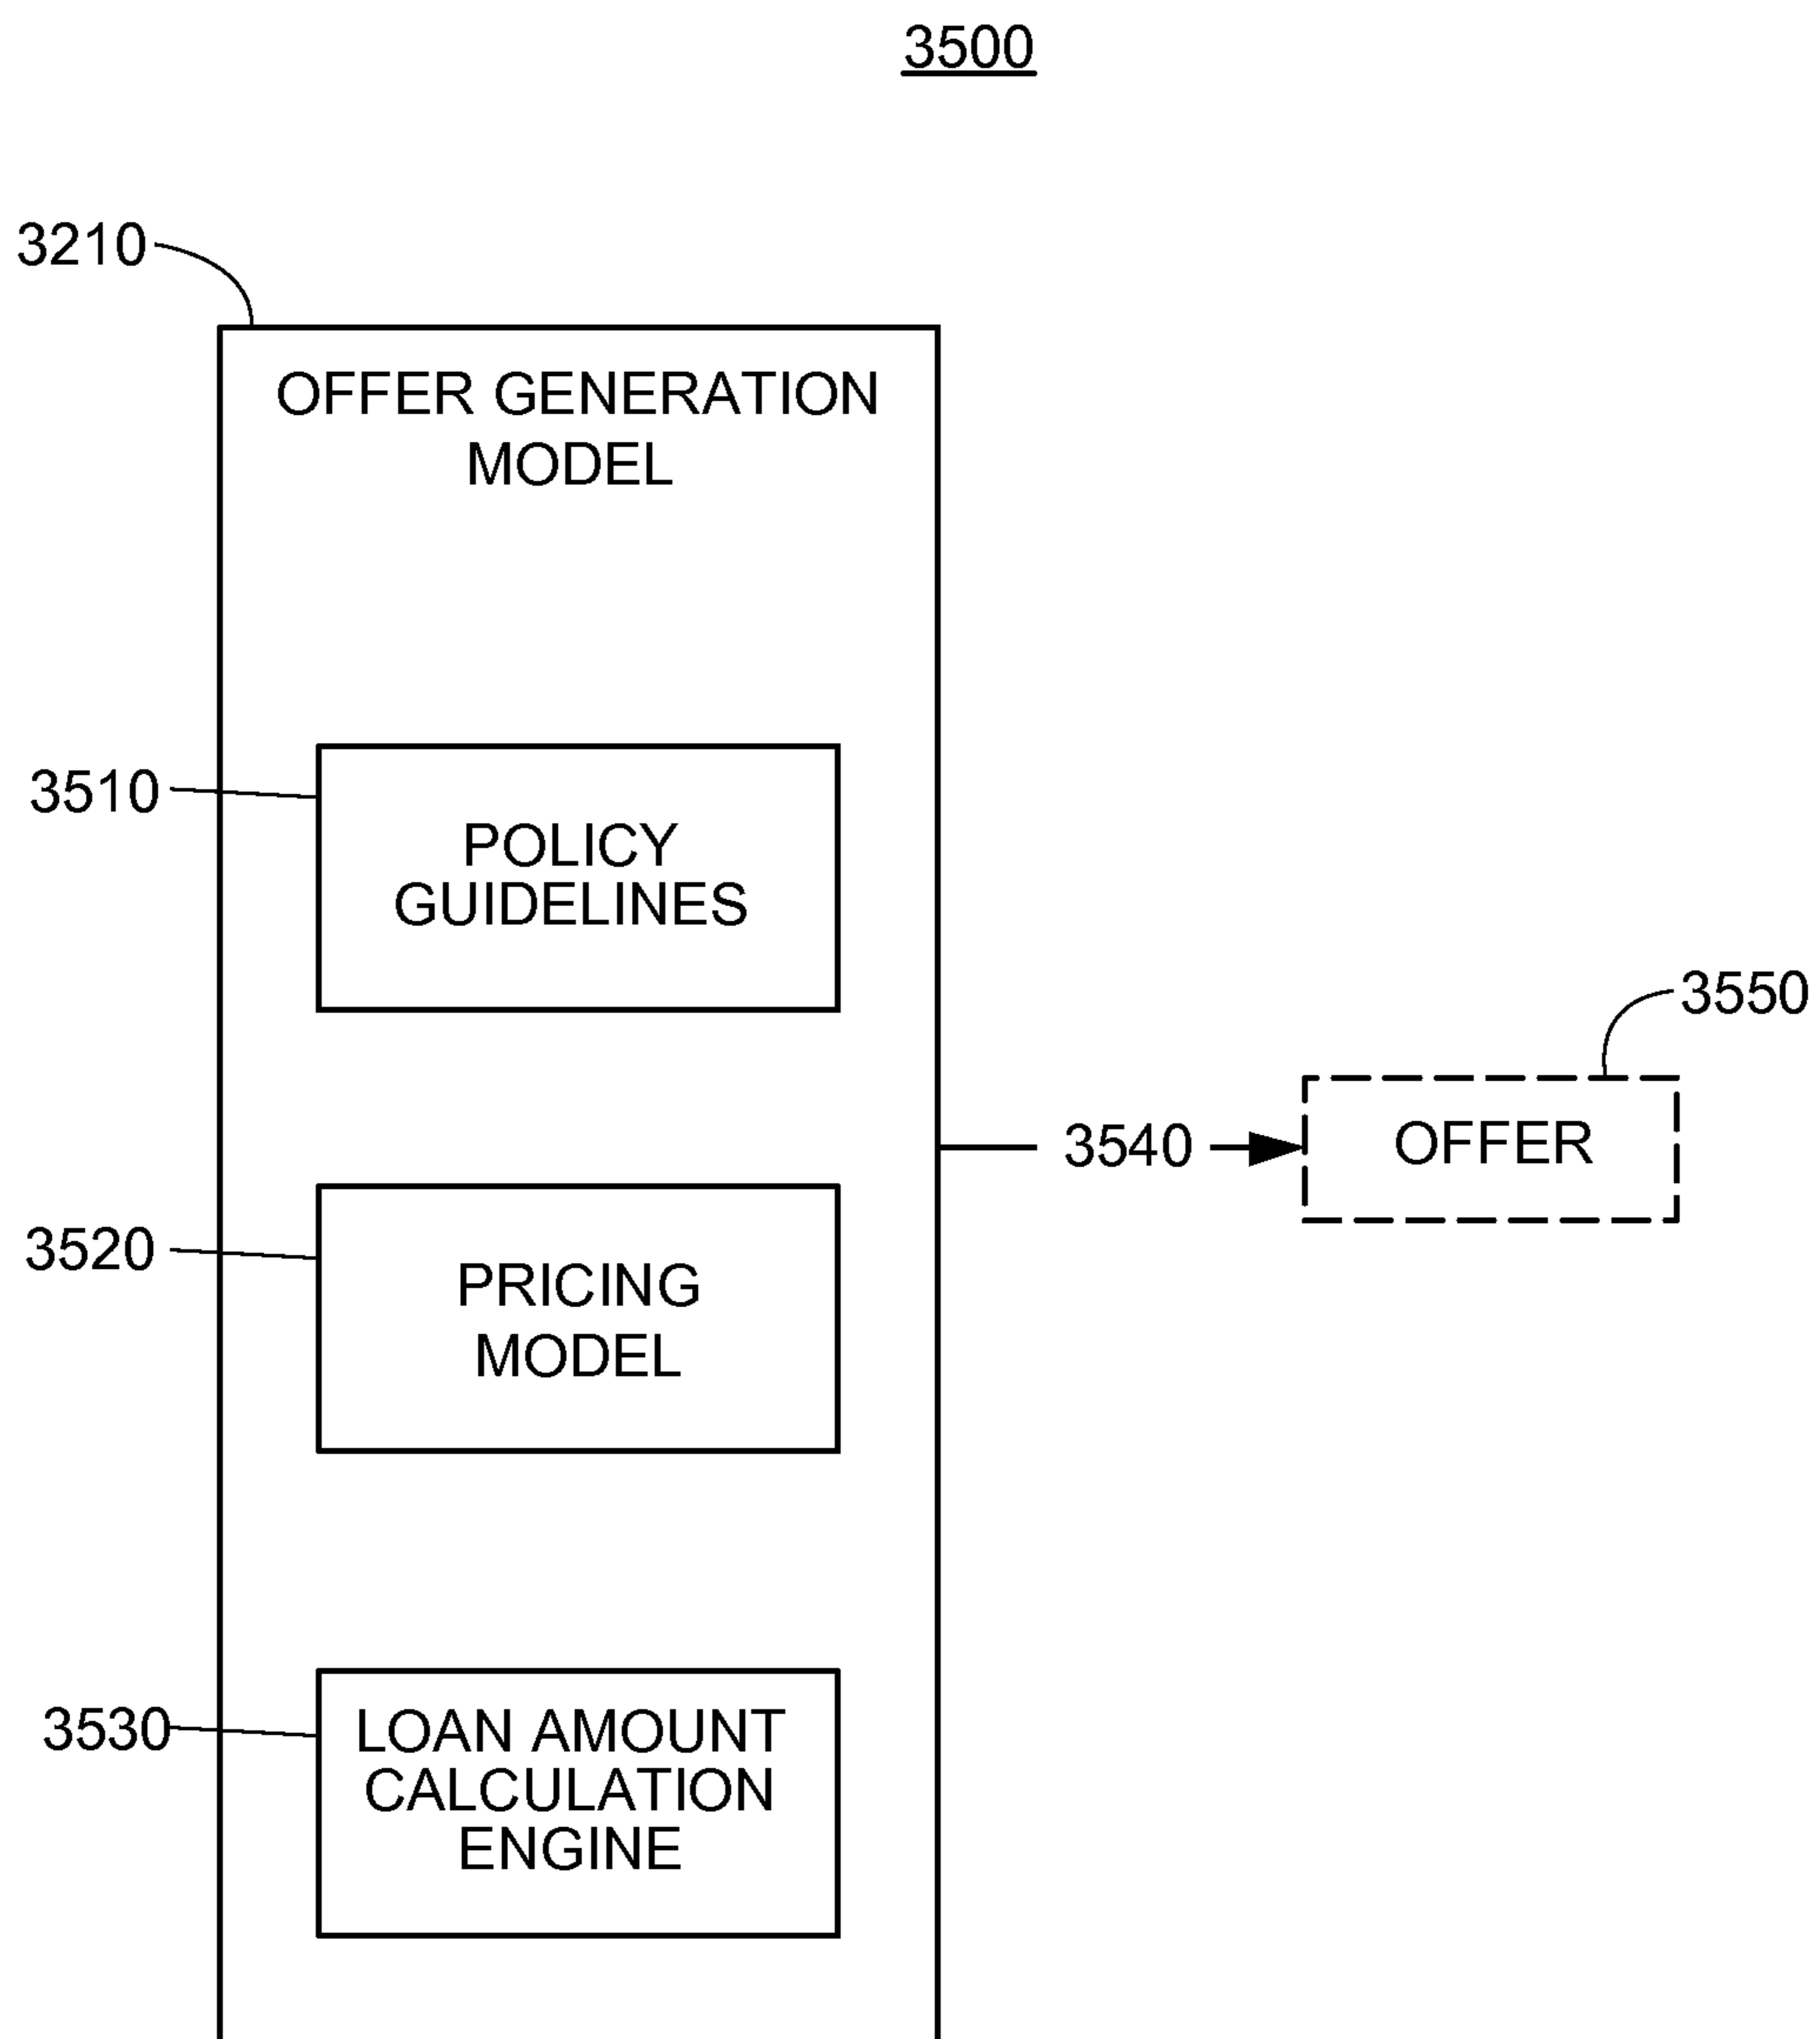 3500
3210
OFFER GENERATION
MODEL
3510
POLICY
GUIDELINES
3550
3540
OFFER
3520
PRICING
MODEL
3530
LOAN AMOUNT
CALCULATION
ENGINE